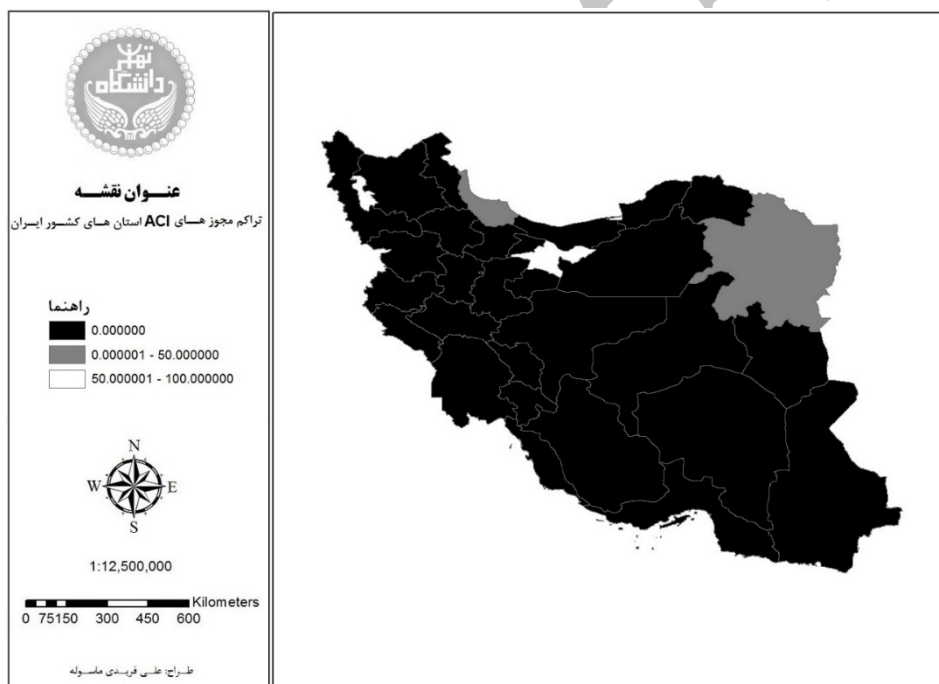 دانشگاه
تهران
عنوان نقشه
تراکم مجوز های ACI استان های کشور ایران
راهنما
0.000000
0.000001 - 50.000000
50.000001 - 100.000000
N
W E
S
1:12,500,000
Kilometers
0 75150 300 450 600
طراح: علی فریدی ماسوله